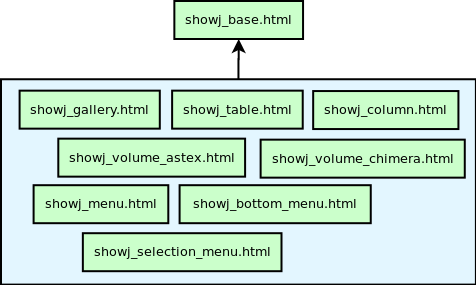 showj_base.html
showj_gallery.html
showj_table.html
showj_column.html
showj_volume_astex.html
showj_volume_chimera.html
showj_menu.html
showj_bottom_menu.html
showj_selection_menu.html